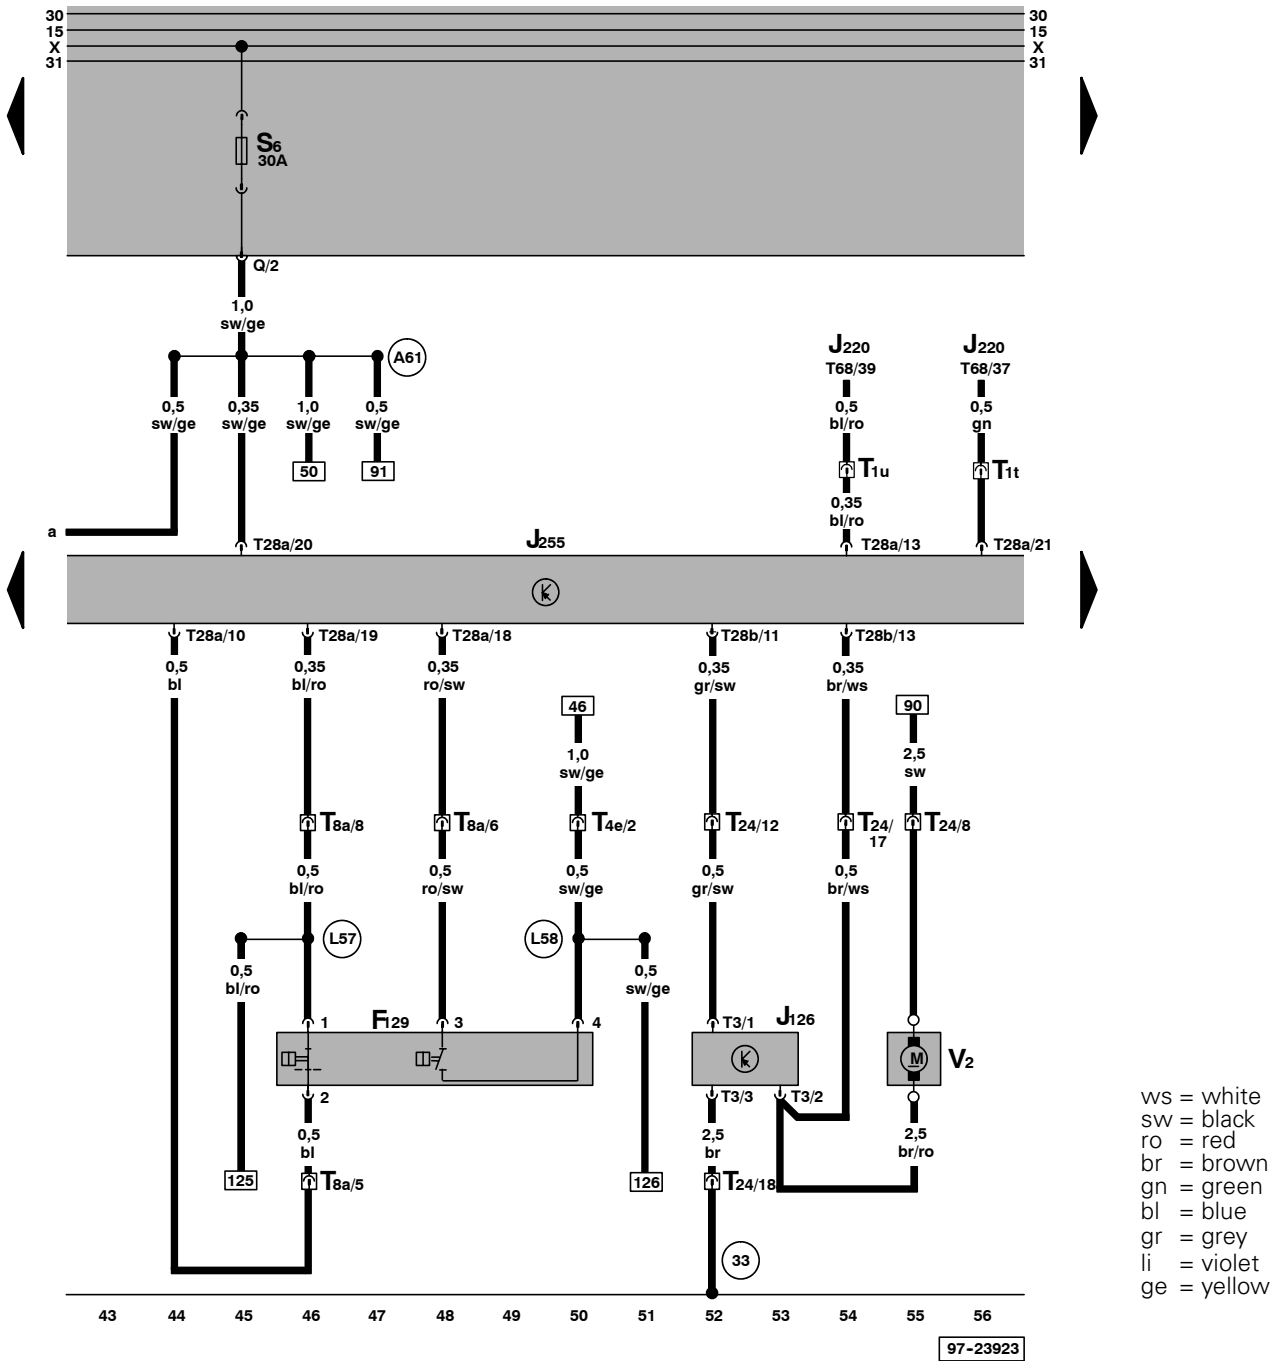 30 30
15 15
X X
31 31
S6
30A
Q/2
1,0
sw/ge
A61
J220 J220
T68/39 T68/37
0,5 0,35 1,0 0,5 0,5 0,5
sw/ge sw/ge sw/ge sw/ge bl/ro gn
50 91 T1u T1t
0,35
bl/ro
a
T28a/20 J255 T28a/13 T28a/21
T28a/10 T28a/19 T28a/18 T28b/11 T28b/13
0,5 0,35 0,35 0,35 0,35
bl bl/ro ro/sw gr/sw br/ws
46 90
1,0 2,5
sw/ge sw
T8a/8 T8a/6 T4e/2 T24/12 T24/ T24/8
17
0,5 0,5 0,5 0,5 0,5
bl/ro ro/sw sw/ge gr/sw br/ws
L57 L58
0,5 0,5
bl/ro sw/ge
1 F129 3 4 T3/1 J126
M V2
2 T3/3 T3/2
0,5 2,5 2,5
bl br br/ro
125 T8a/5 126 T24/18
33
43 44 45 46 47 48 49 50 51 52 53 54 55 56
97-23923
ws = white
sw = black
ro = red
br = brown
gn = green
bl = blue
gr = grey
li = violet
ge = yellow